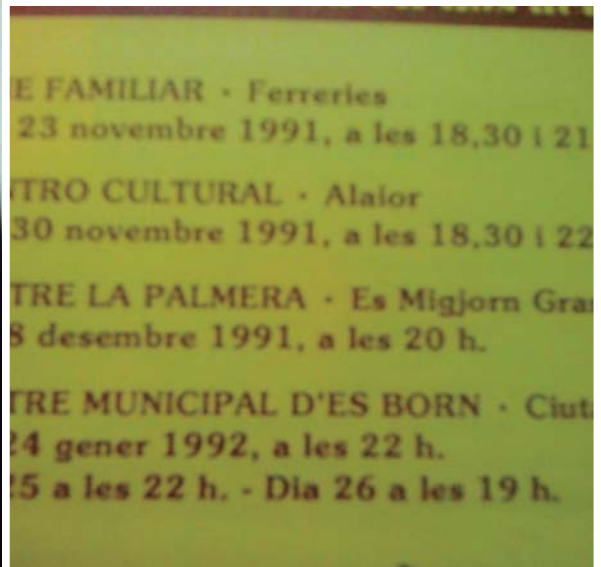 E FAMILIAR · Ferreries
23 novembre 1991, a les 18,30 i 21
TRO CULTURAL · Alaior
30 novembre 1991, a les 18,30 i 22
TRE LA PALMERA · Es Migjorn Gra
8 desembre 1991, a les 20 h.
TRE MUNICIPAL D'ES BORN · Ciut
24 gener 1992, a les 22 h.
25 a les 22 h. - Dia 26 a les 19 h.